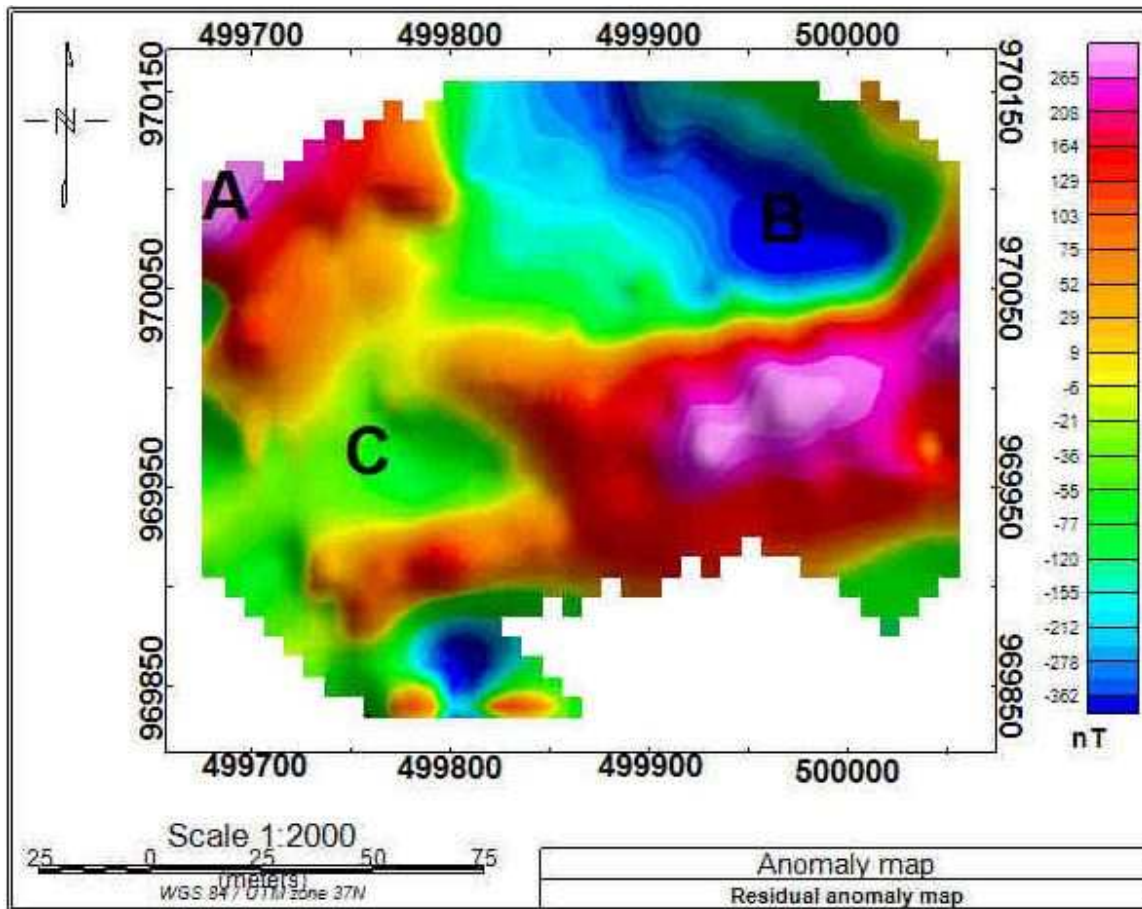 499700 499800 499900 500000
970150 970050 969950 969850
970150 970050 969950 969850
N
A
B
C
265
208
164
129
103
75
52
29
9
-6
-21
-36
-55
-77
-120
-155
-212
-278
-362
nT
499700 499800 499900 500000
Scale 1:2000
25 0 25 50 75
(meters)
WGS 84 / UTM zone 37N
Anomaly map
Residual anomaly map